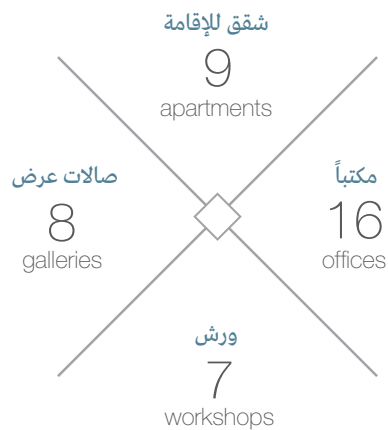 شقق للإقامة
9
apartments
صالات عرض
8
galleries
مكتباً
16
offices
ورش
7
workshops